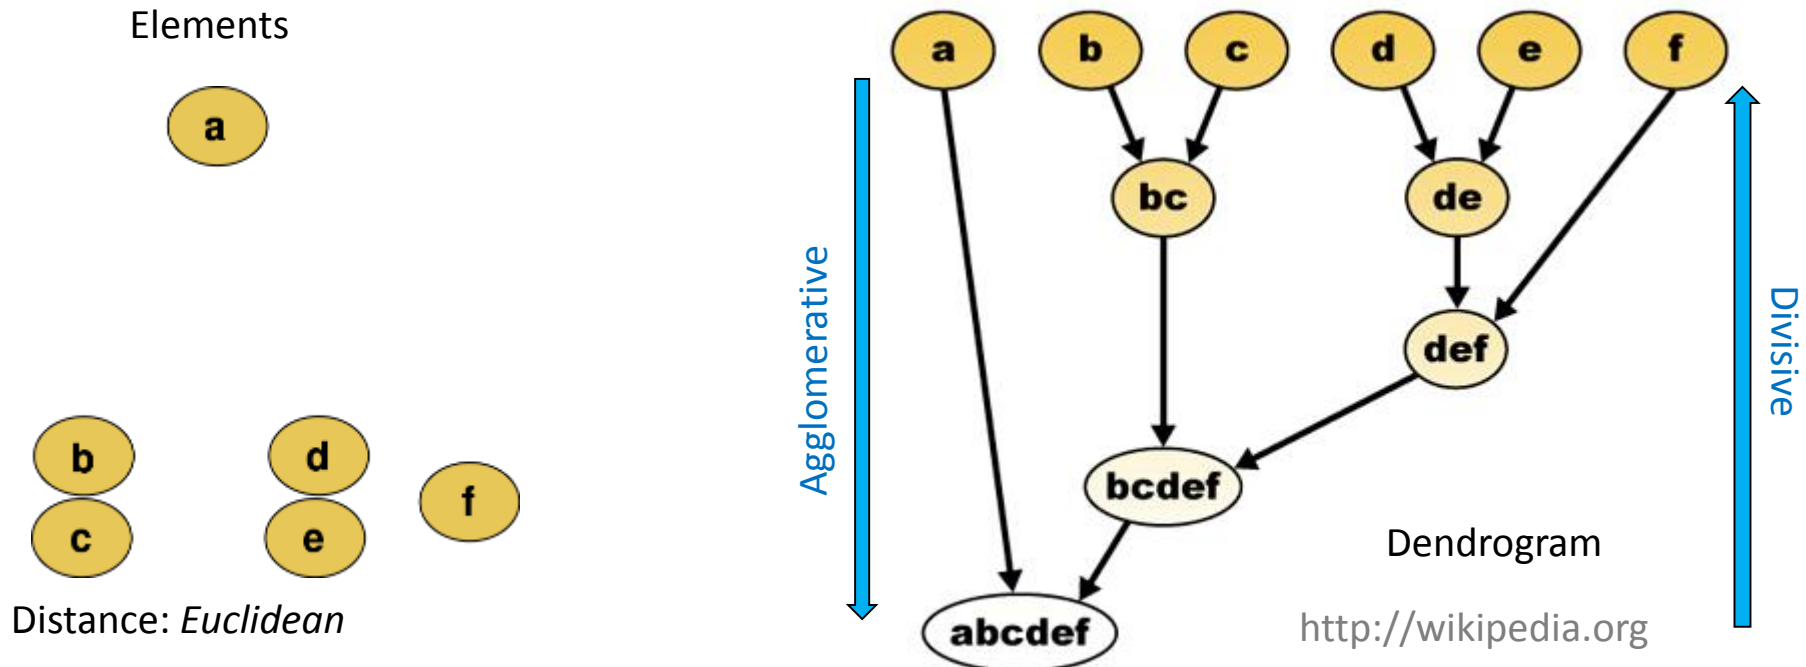 Elements
a
b
d
f
c
e
Distance: Euclidean
a b c d e f
bc de
def
bcdef
abcdef
Agglomerative
Divisive
Dendrogram
http://wikipedia.org